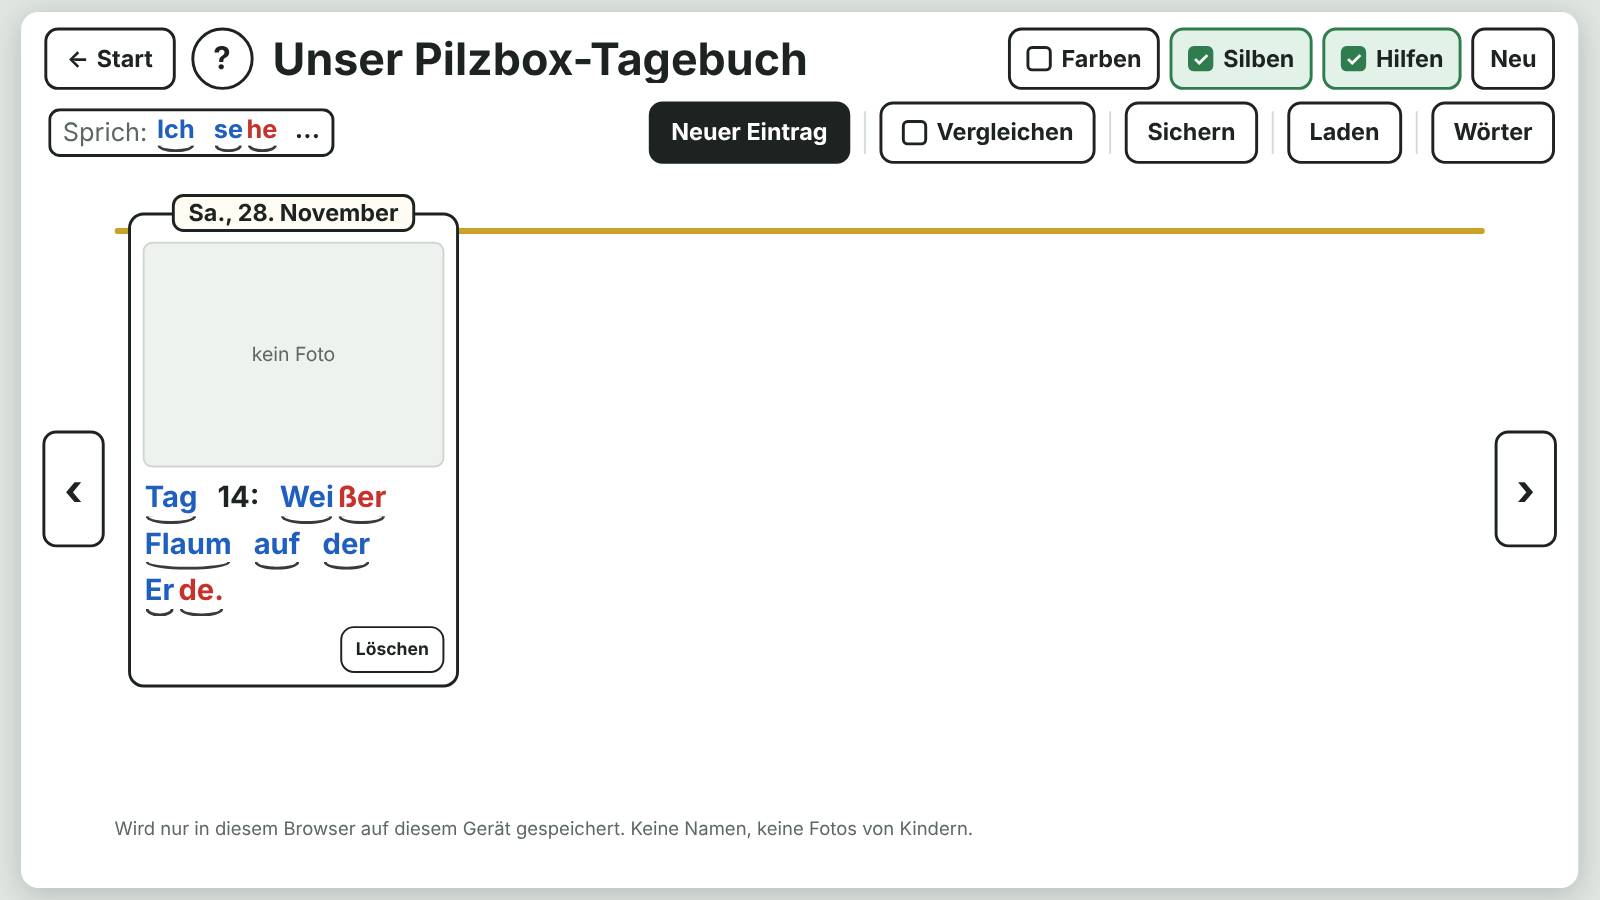 ← Start
?
Unser Pilzbox-Tagebuch
Farben
Silben
Hilfen
Neu
Sprich: Ich sehe ...
Neuer Eintrag
Vergleichen
Sichern
Laden
Wörter
Sa., 28. November
kein Foto
Tag 14: Weißer
Flaum auf der
Erde.
Löschen
‹
›
Wird nur in diesem Browser auf diesem Gerät gespeichert. Keine Namen, keine Fotos von Kindern.